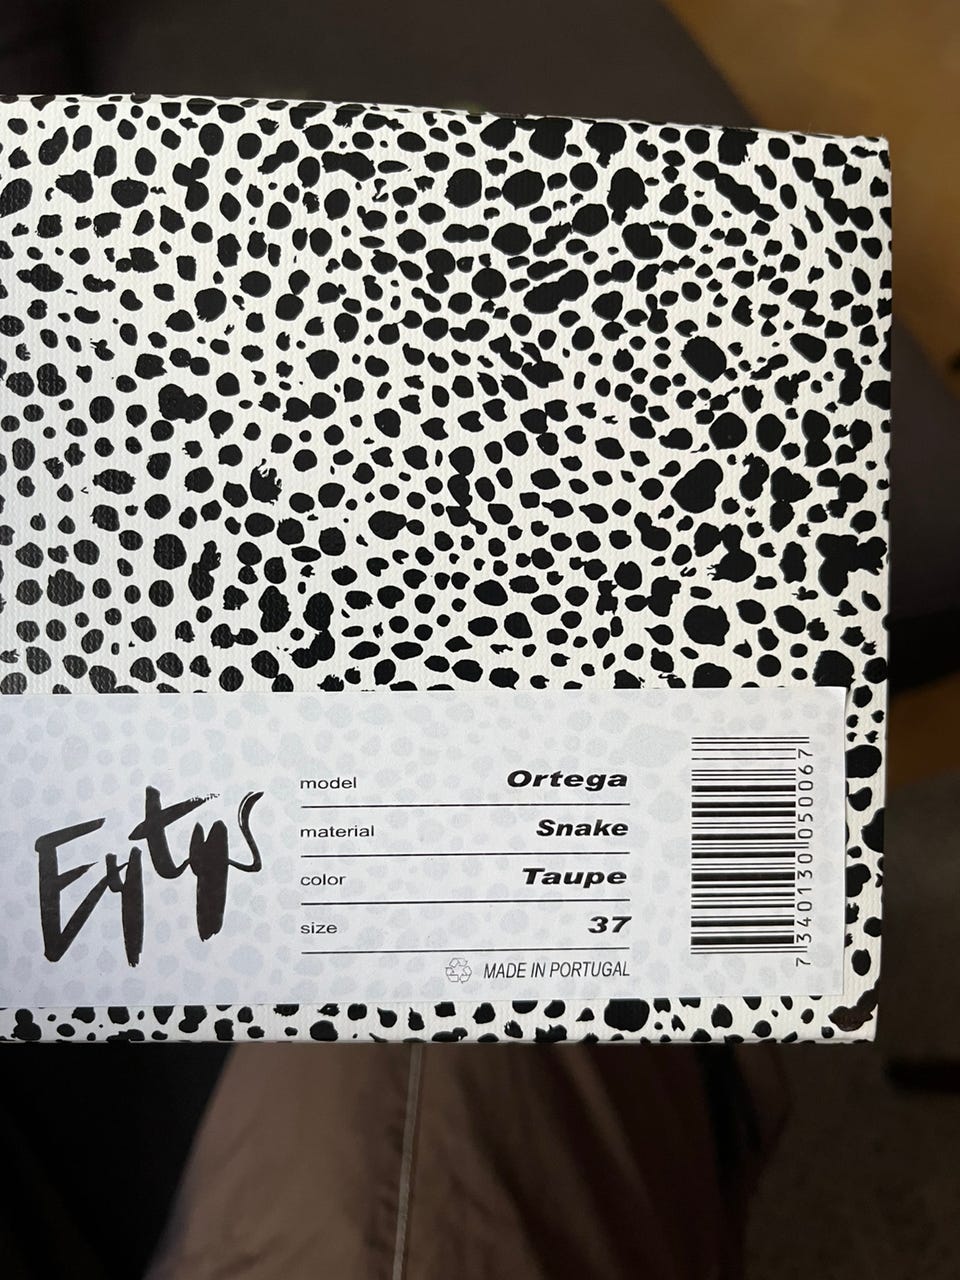 Eytys
model Ortega
material Snake
color Taupe
size 37
MADE IN PORTUGAL
7340130050067